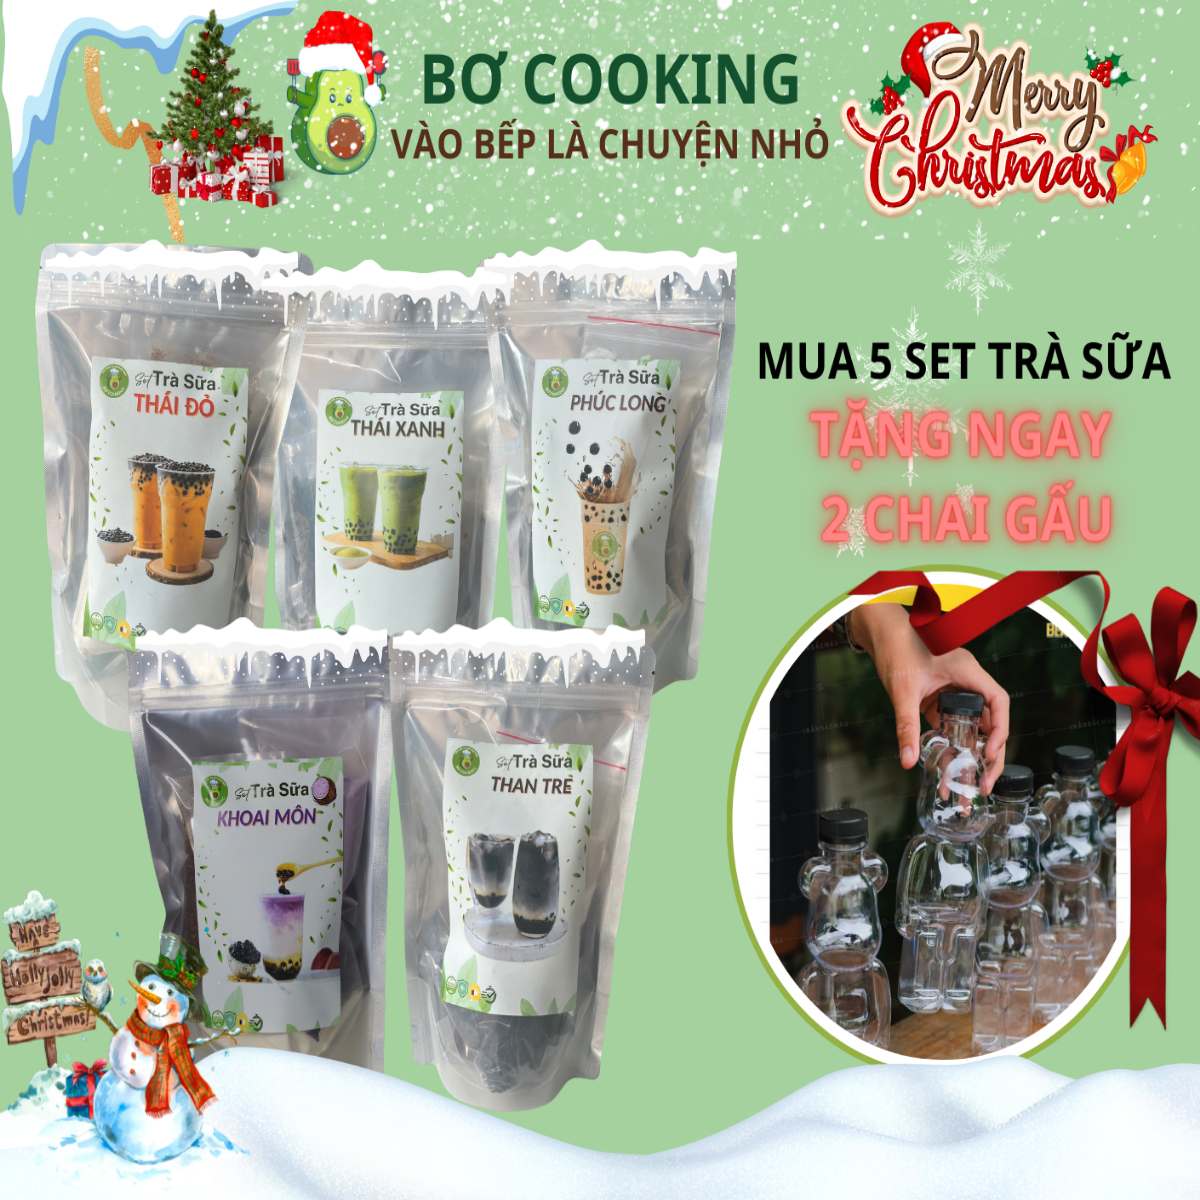 BƠ COOKING
VÀO BẾP LÀ CHUYỆN NHỎ
Merry
Christmas
MUA 5 SET TRÀ SỮA
TẶNG NGAY
2 CHAI GẤU
Set Trà Sữa
THÁI ĐỎ
Set Trà Sữa
THÁI XANH
Set Trà Sữa
PHÚC LONG
Set Trà Sữa
KHOAI MÔN
Set Trà Sữa
THAN TRE
HAVE
A
Holly Jolly
Christmas!